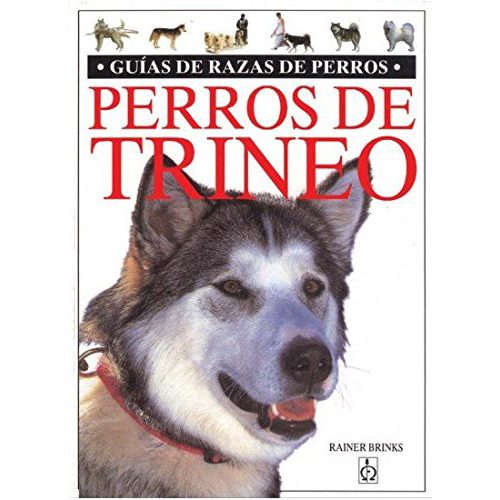 • GUÍAS DE RAZAS DE PERROS •
PERROS DE
TRINEO
RAINER BRINKS